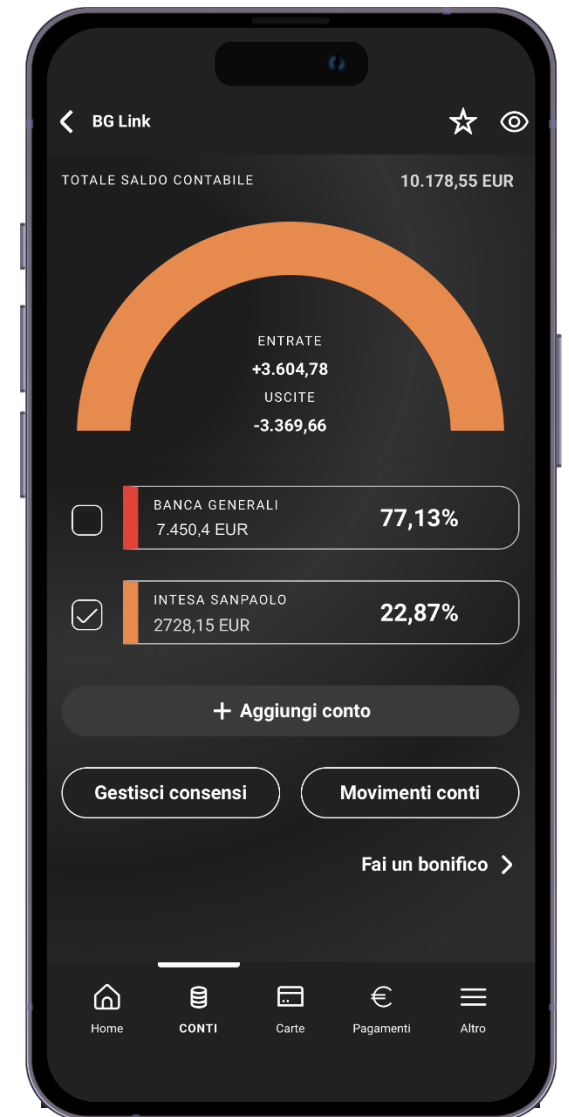 BG Link
TOTALE SALDO CONTABILE 10.178,55 EUR
ENTRATE
+3.604,78
USCITE
-3.369,66
BANCA GENERALI
7.450,4 EUR
77,13%
INTESA SANPAOLO
2728,15 EUR
22,87%
+ Aggiungi conto
Gestisci consensi Movimenti conti
Fai un bonifico
Home CONTI Carte Pagamenti Altro